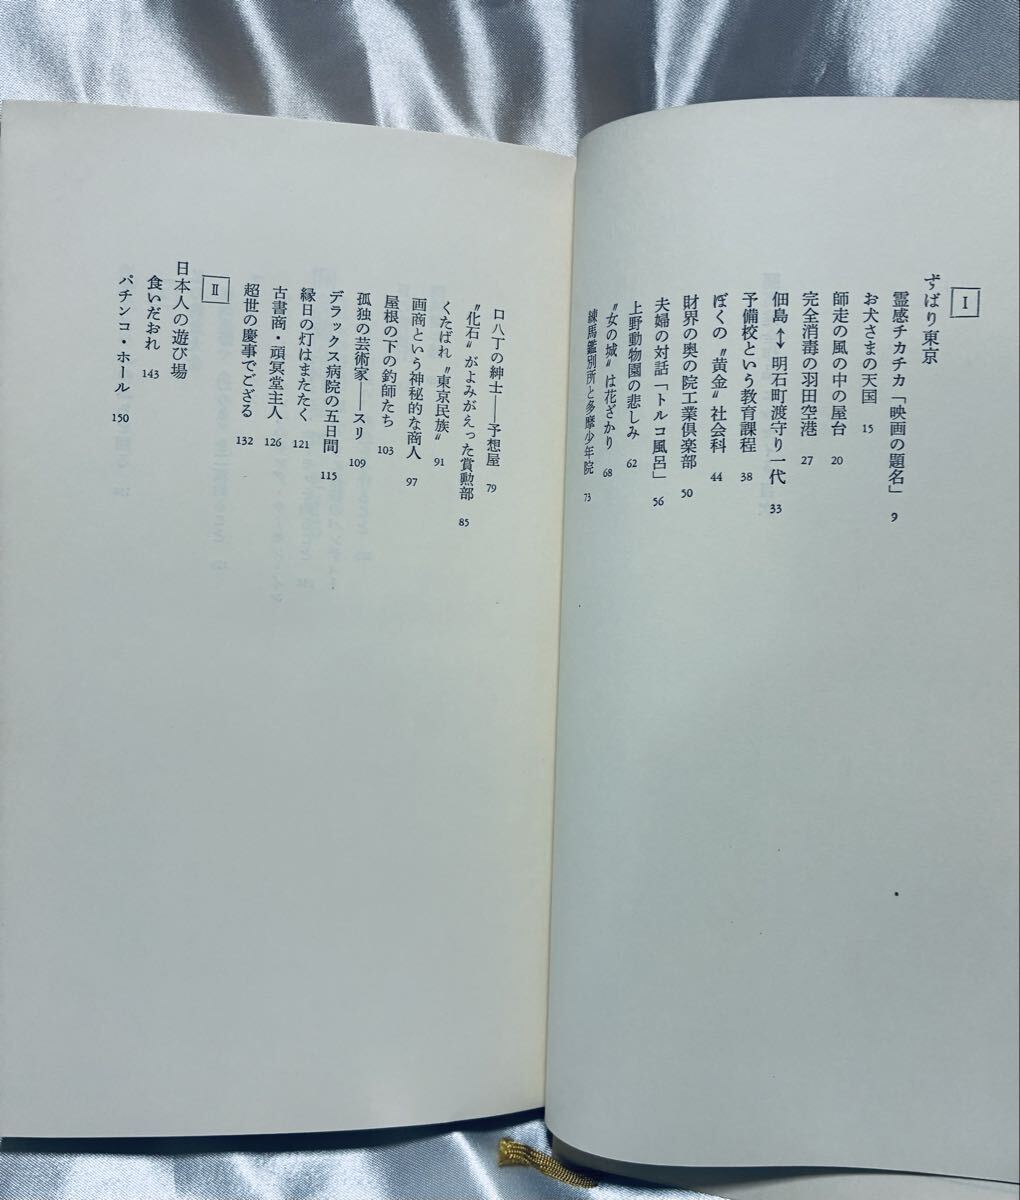 I
ずばり東京
霊感チカチカ「映画の題名」 9
お犬さまの天国 15
師走の風の中の屋台 20
完全消毒の羽田空港 27
佃島↔明石町渡守り一代 33
予備校という教育課程 38
ぼくの〝黄金〟社会科 44
財界の奥の院工業倶楽部 50
夫婦の対話「トルコ風呂」 56
上野動物園の悲しみ 62
〝女の城〟は花ざかり 68
練馬鑑別所と多摩少年院 73
口八丁の紳士——予想屋 79
〝化石〟がよみがえった賞勲部 85
くたばれ〝東京民族〟 91
画商という神秘的な商人 97
屋根の下の釣師たち 103
孤独の芸術家——スリ 109
デラックス病院の五日間 115
縁日の灯はまたたく 121
古書商・頑冥堂主人 126
超世の慶事でござる 132
II
日本人の遊び場
食いだおれ 143
パチンコ・ホール 150